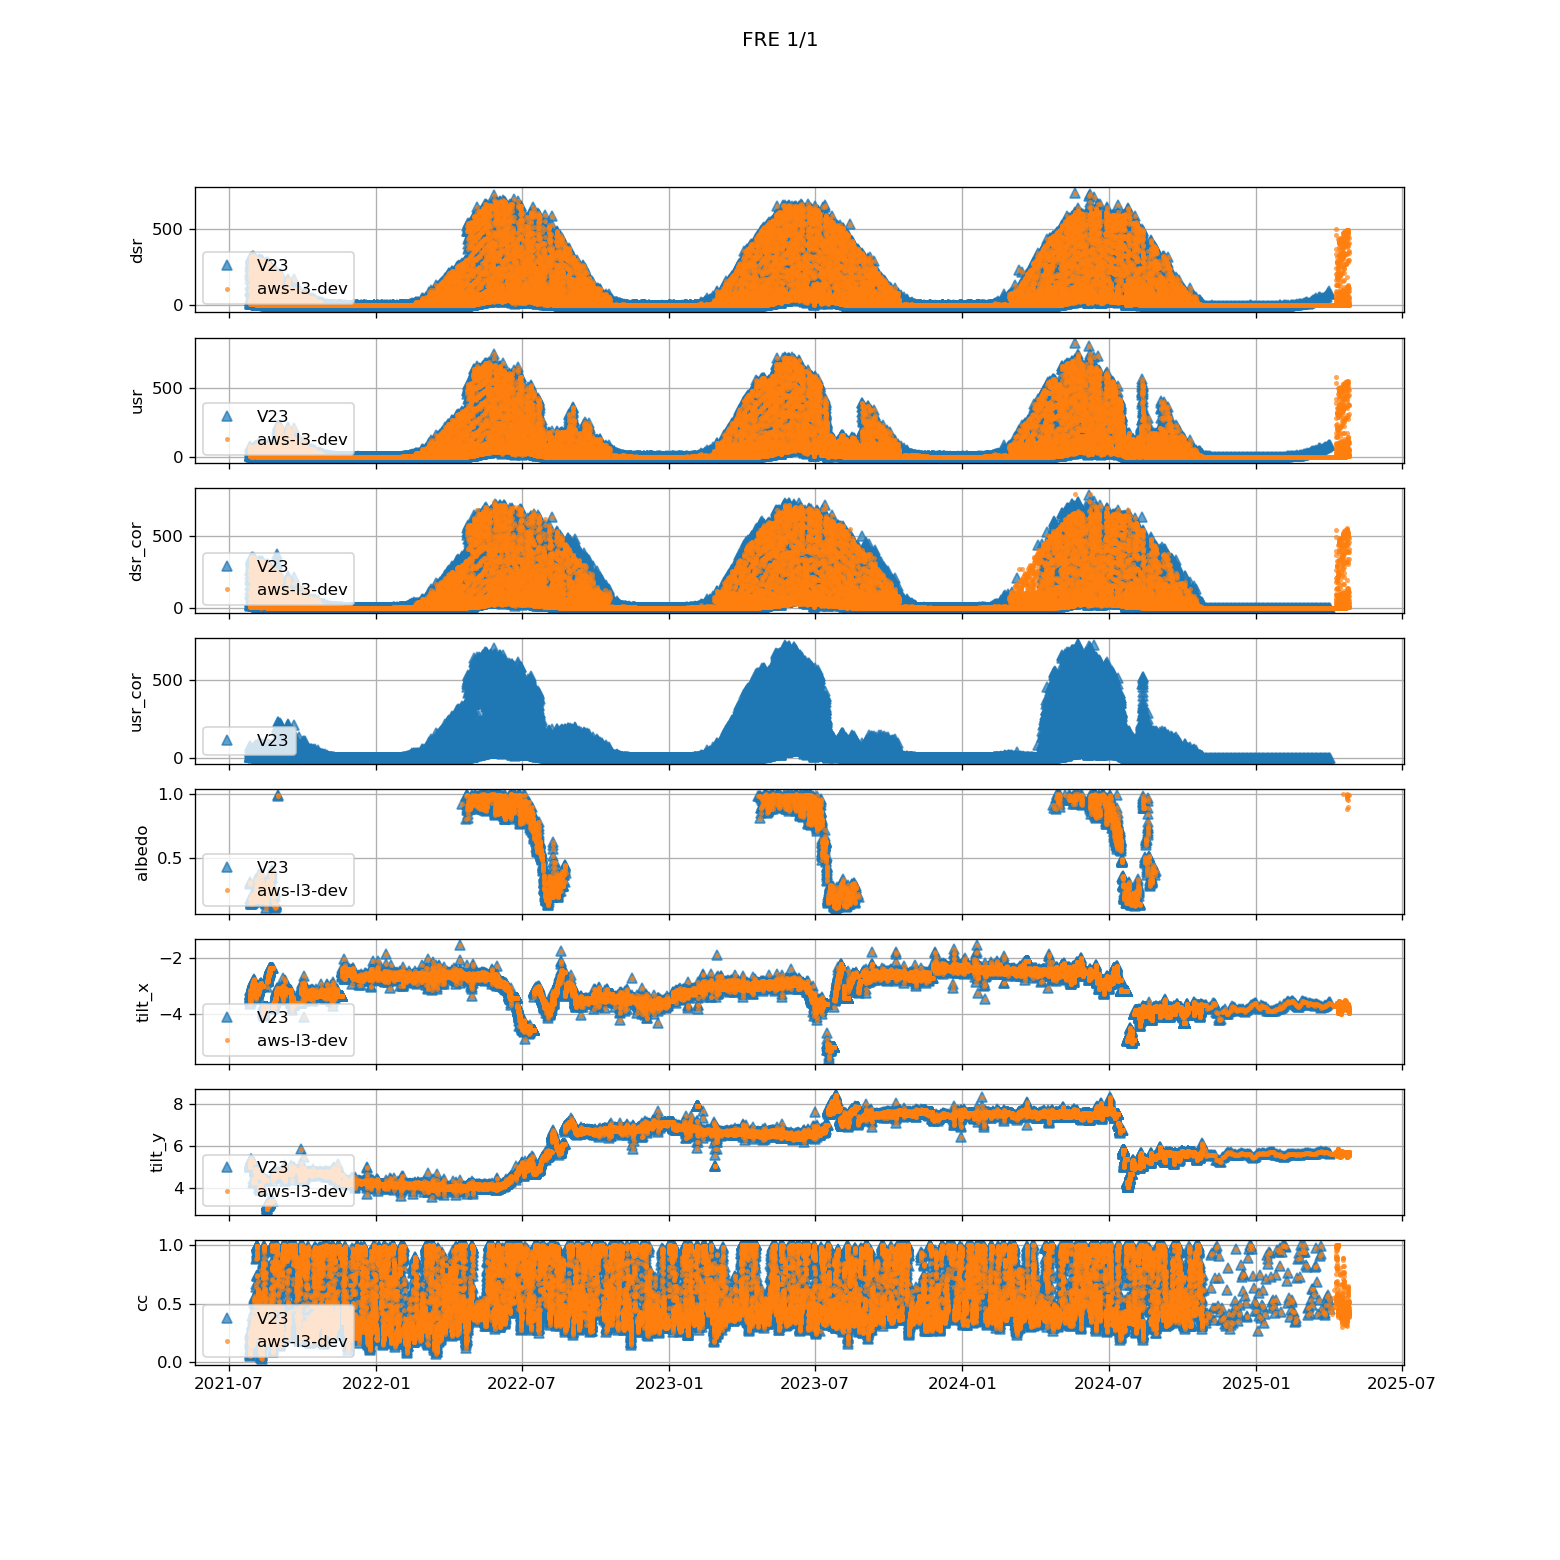 FRE 1/1
dsr
500
0
V23
aws-l3-dev
usr
500
0
V23
aws-l3-dev
dsr_cor
500
0
V23
aws-l3-dev
usr_cor
500
0
V23
albedo
1.0
0.5
V23
aws-l3-dev
tilt_x
−2
−4
V23
aws-l3-dev
tilt_y
8
6
4
V23
aws-l3-dev
cc
1.0
0.5
0.0
V23
aws-l3-dev
2021-07 2022-01 2022-07 2023-01 2023-07 2024-01 2024-07 2025-01 2025-07